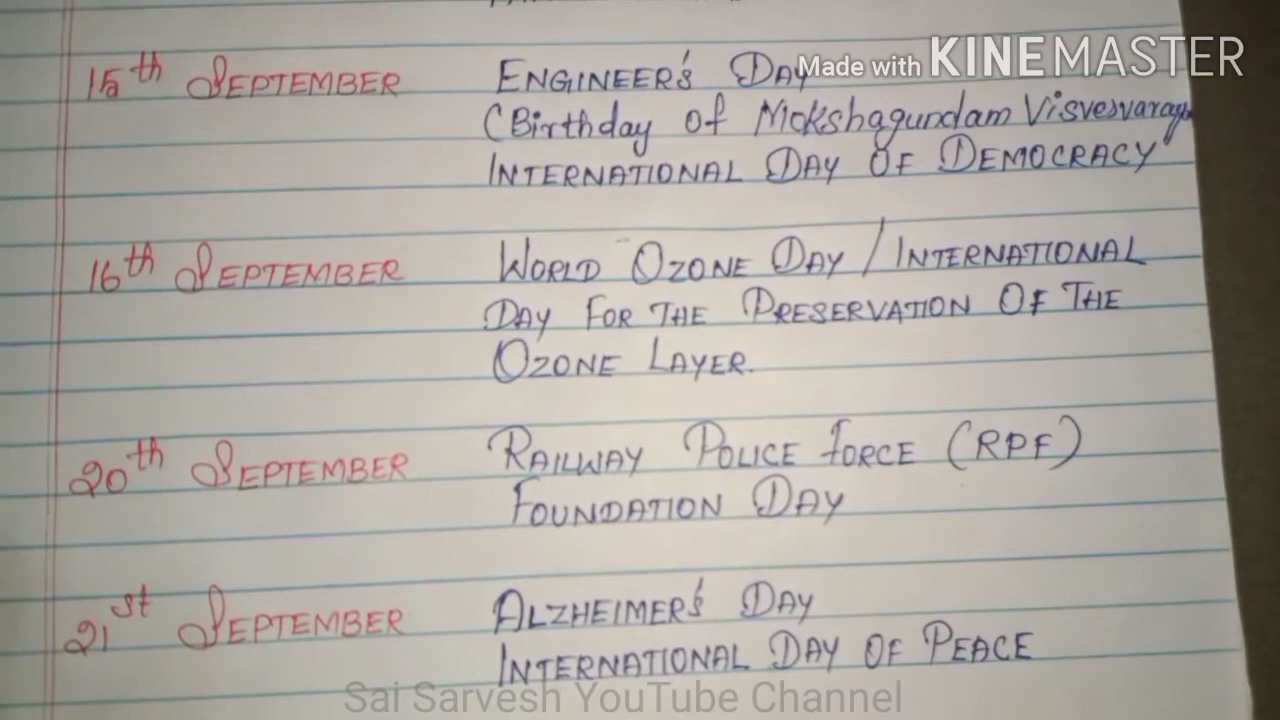 Made with KINEMASTER
15th SEPTEMBER ENGINEER'S DAY
(Birthday of Mokshagundam Visvesvaraya
INTERNATIONAL DAY OF DEMOCRACY
16th SEPTEMBER WORLD OZONE DAY / INTERNATIONAL
DAY FOR THE PRESERVATION OF THE
OZONE LAYER.
20th SEPTEMBER RAILWAY POLICE FORCE (RPF)
FOUNDATION DAY
21st SEPTEMBER ALZHEIMER'S DAY
INTERNATIONAL DAY OF PEACE
Sai Sarvesh YouTube Channel